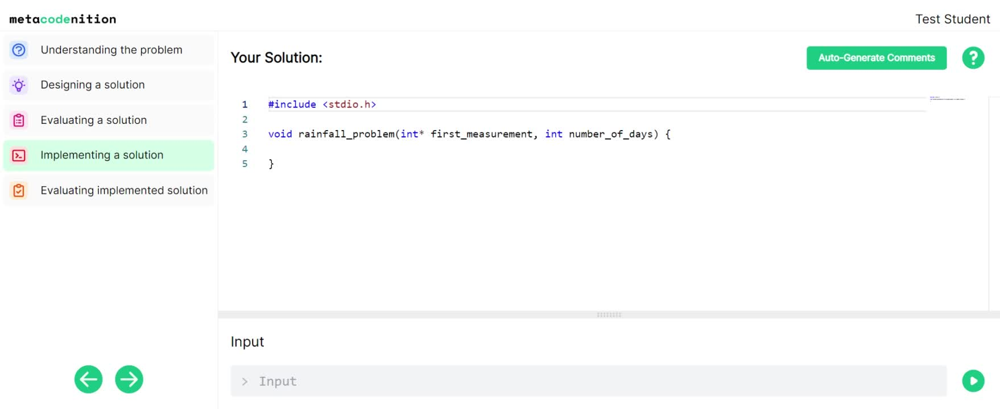 metacodenition
Test Student
Understanding the problem
Designing a solution
Evaluating a solution
Implementing a solution
Evaluating implemented solution
Your Solution:
Auto-Generate Comments
?
1 #include <stdio.h>
2
3 void rainfall_problem(int* first_measurement, int number_of_days) {
4
5 }
Input
> Input